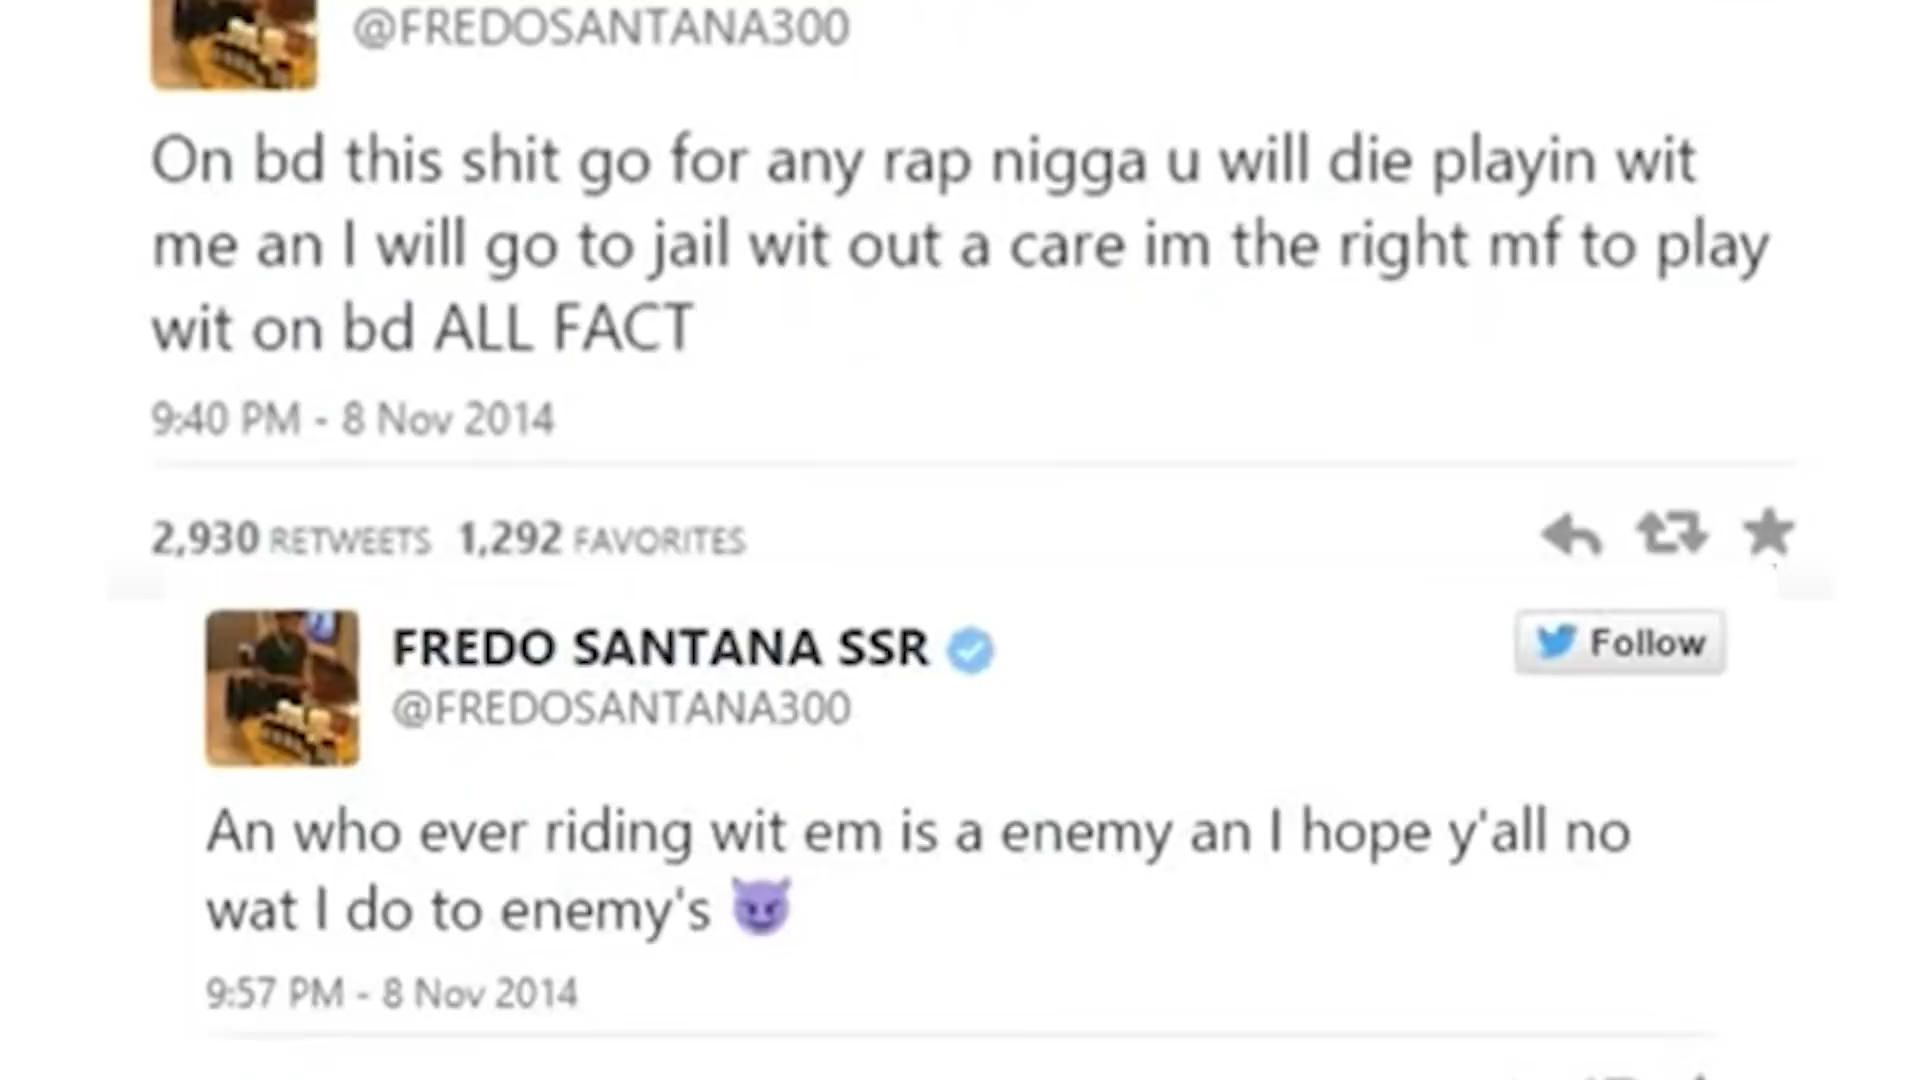 @FREDOSANTANA300
On bd this shit go for any rap nigga u will die playin wit
me an I will go to jail wit out a care im the right mf to play
wit on bd ALL FACT
9:40 PM - 8 Nov 2014
2,930 RETWEETS 1,292 FAVORITES
FREDO SANTANA SSR
Follow
@FREDOSANTANA300
An who ever riding wit em is a enemy an I hope y'all no
wat I do to enemy's 😈
9:57 PM - 8 Nov 2014